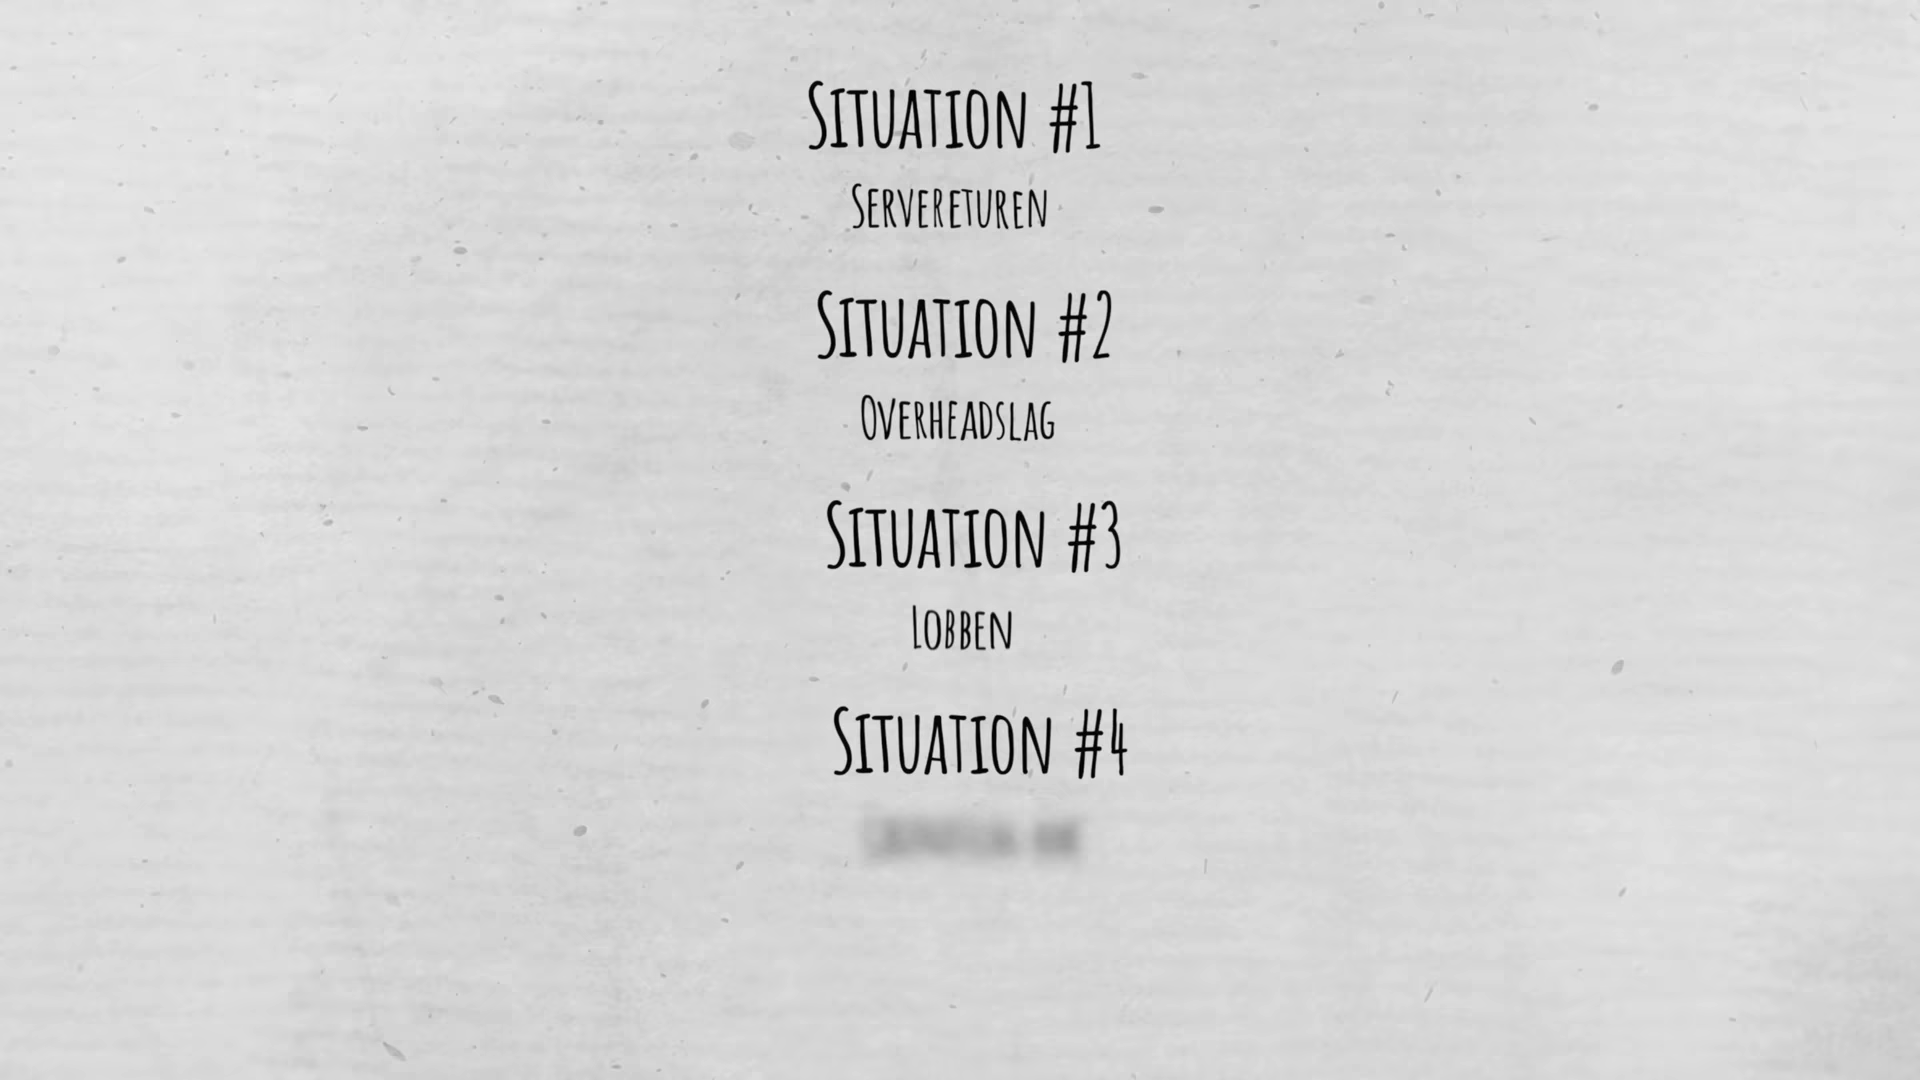 Situation #1
Servereturen
Situation #2
Overheadslag
Situation #3
Lobben
Situation #4